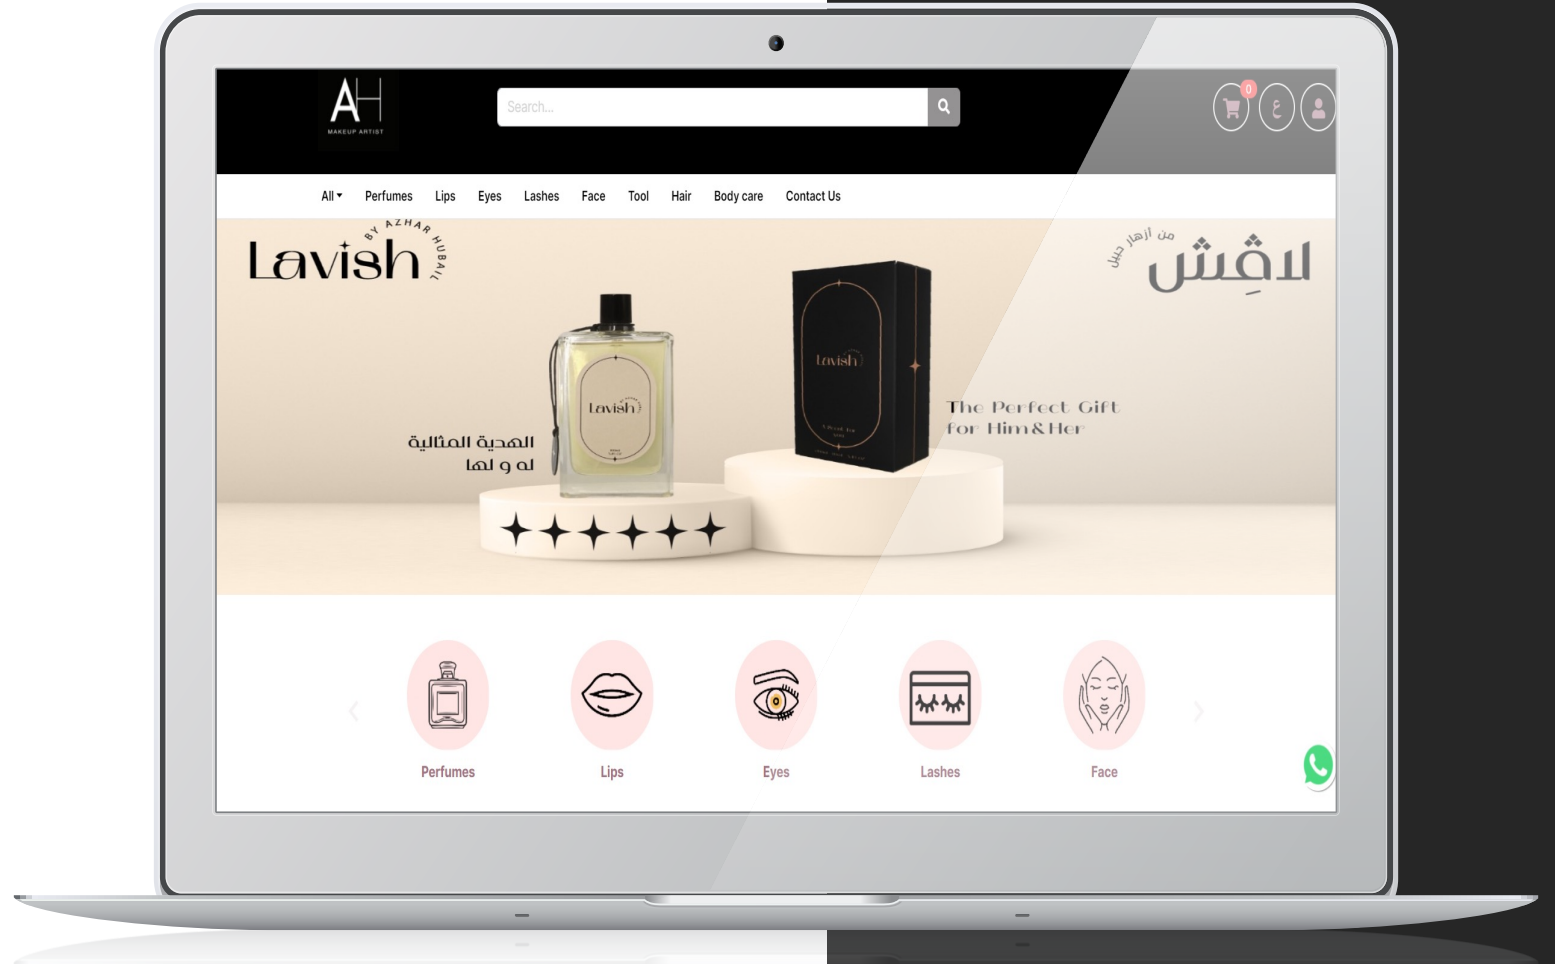 AH
MAKEUP ARTIST
Search...
0
ع
All
Perfumes
Lips
Eyes
Lashes
Face
Tool
Hair
Body care
Contact Us
Lavish
BY AZHAR HUBAIL
من ازهار حبيل
لاڤِش
Lavish
Lavish
The Perfect Gift
for Him & Her
الهدية المثالية
له و لها
Perfumes
Lips
Eyes
Lashes
Face